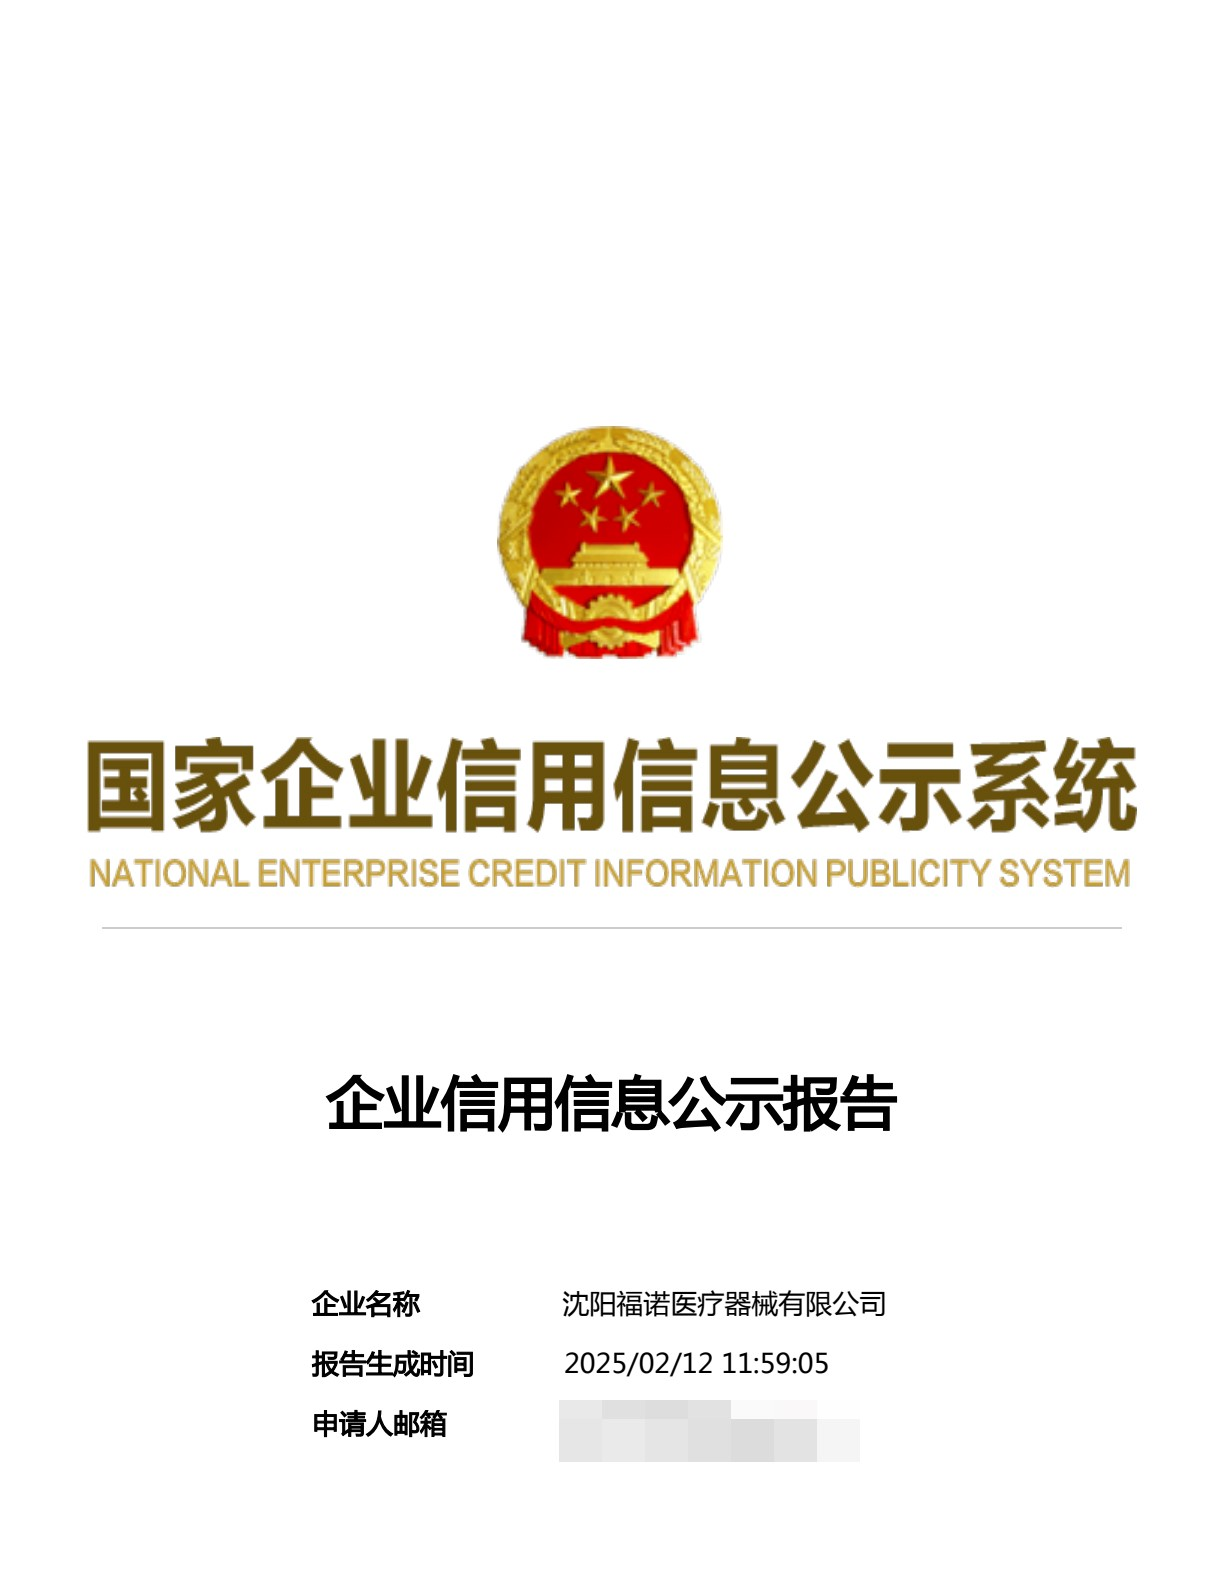 国家企业信用信息公示系统
NATIONAL ENTERPRISE CREDIT INFORMATION PUBLICITY SYSTEM
企业信用信息公示报告
企业名称 沈阳福诺医疗器械有限公司
报告生成时间 2025/02/12 11:59:05
申请人邮箱